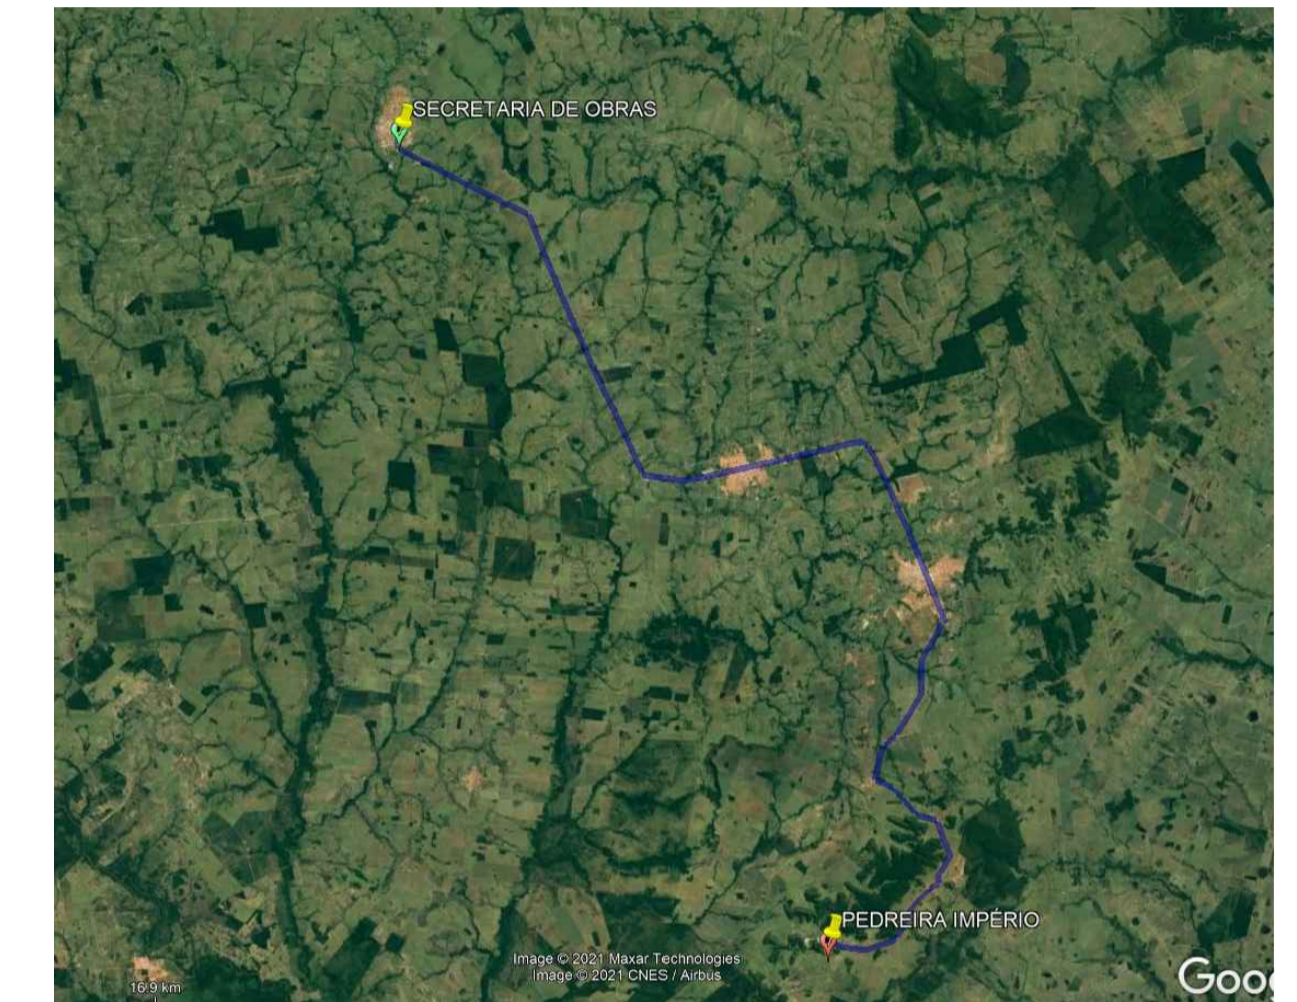 SECRETARIA DE OBRAS
PEDREIRA IMPÉRIO
Image © 2021 Maxar Technologies
Image © 2021 CNES / Airbus
16.9 km
Goo